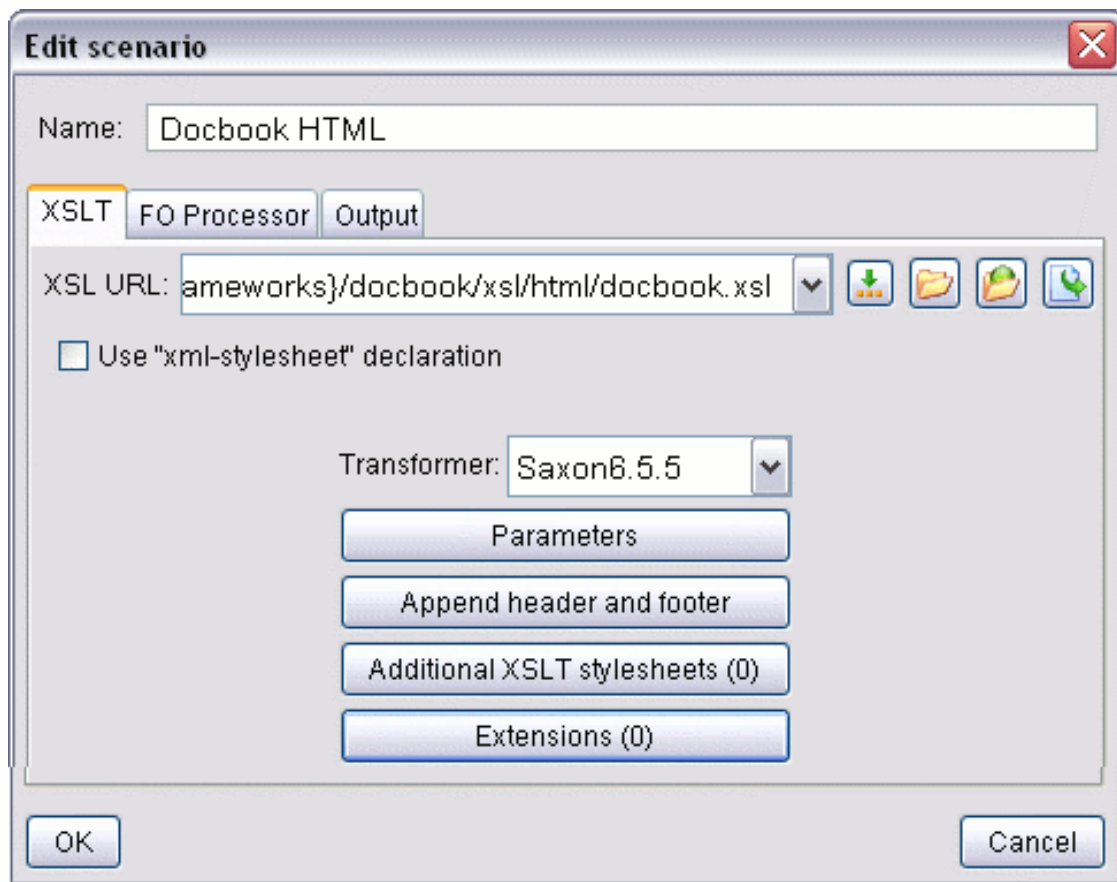 Edit scenario
Name: Docbook HTML
XSLT FO Processor Output
XSL URL: ameworks}/docbook/xsl/html/docbook.xsl
Use "xml-stylesheet" declaration
Transformer: Saxon6.5.5
Parameters
Append header and footer
Additional XSLT stylesheets (0)
Extensions (0)
OK Cancel